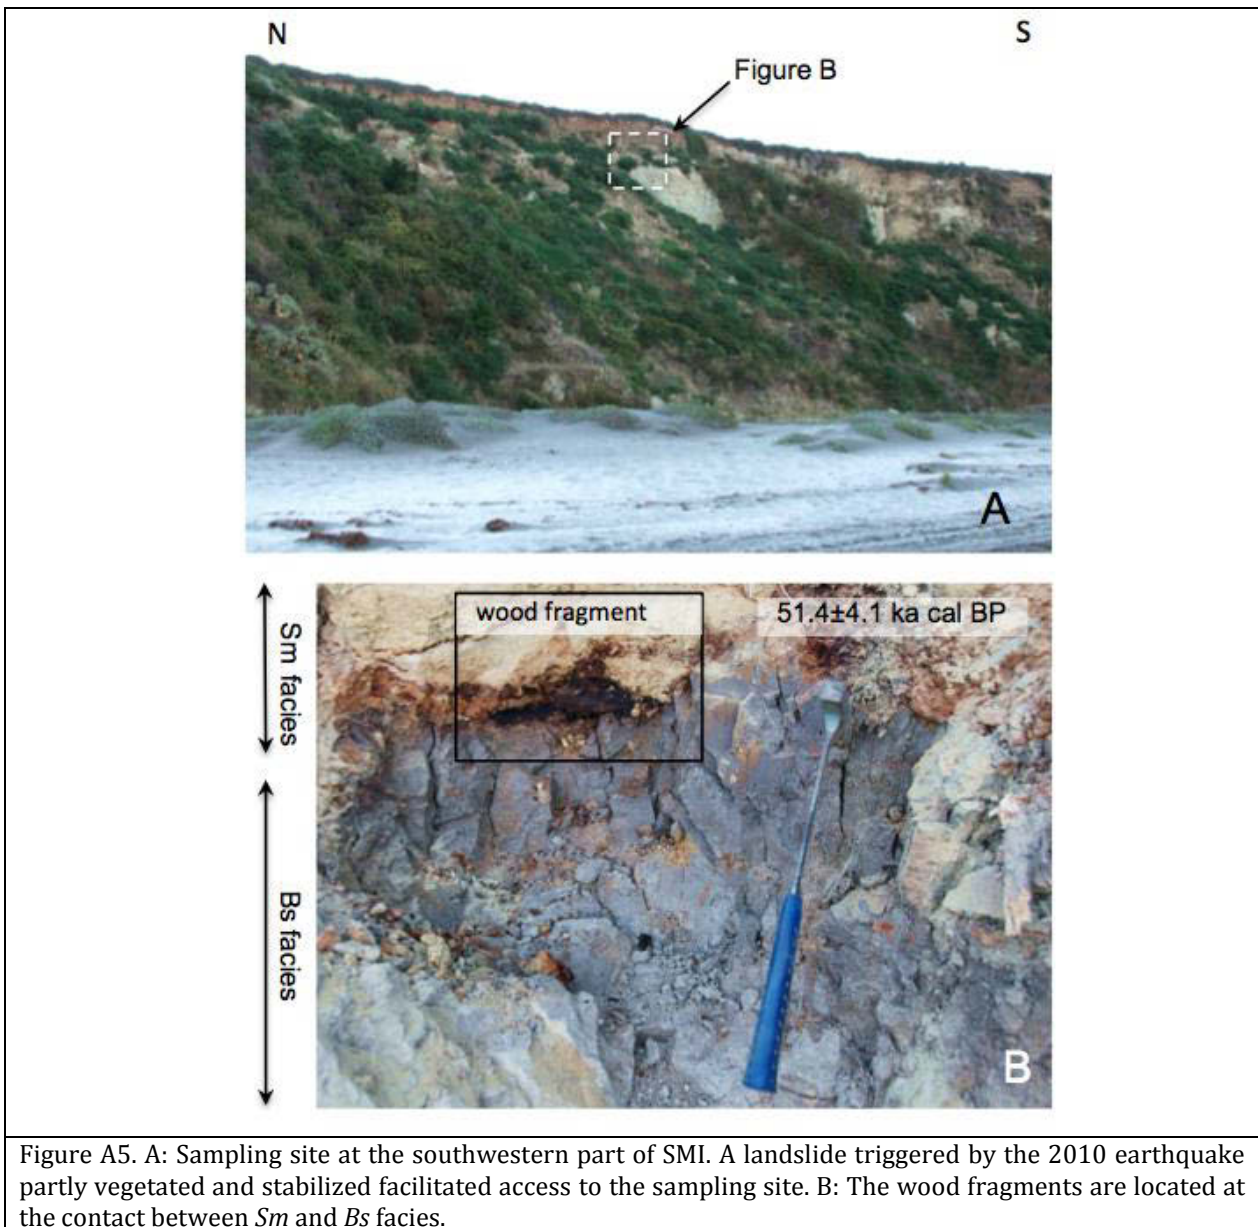 N
S
Figure B
A
wood fragment
51.4±4.1 ka cal BP
Sm facies
Bs facies
B
Figure A5. A: Sampling site at the southwestern part of SMI. A landslide triggered by the 2010 earthquake
partly vegetated and stabilized facilitated access to the sampling site. B: The wood fragments are located at
the contact between Sm and Bs facies.